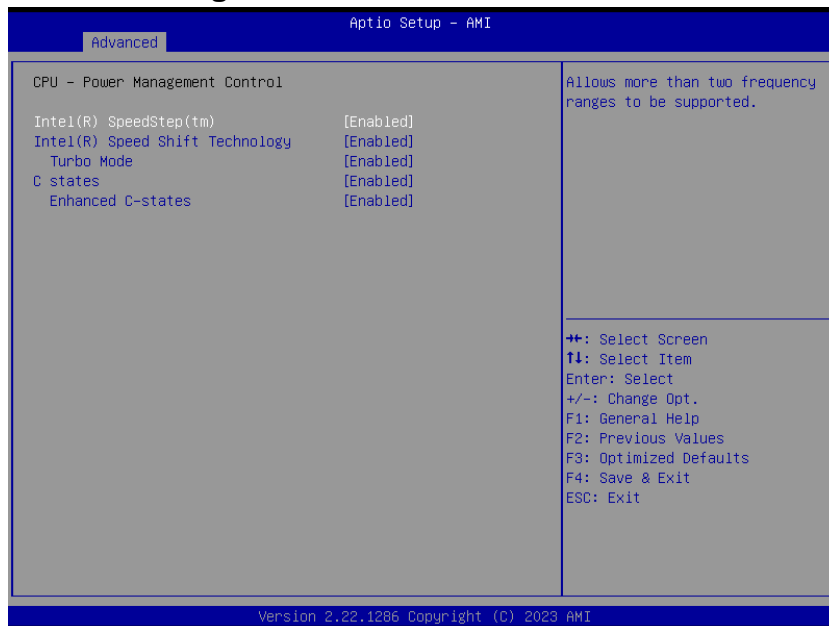 Aptio Setup – AMI
Advanced
CPU – Power Management Control
Intel(R) SpeedStep(tm) [Enabled]
Intel(R) Speed Shift Technology [Enabled]
Turbo Mode [Enabled]
C states [Enabled]
Enhanced C-states [Enabled]
Allows more than two frequency
ranges to be supported.
→←: Select Screen
↑↓: Select Item
Enter: Select
+/-: Change Opt.
F1: General Help
F2: Previous Values
F3: Optimized Defaults
F4: Save & Exit
ESC: Exit
Version 2.22.1286 Copyright (C) 2023 AMI